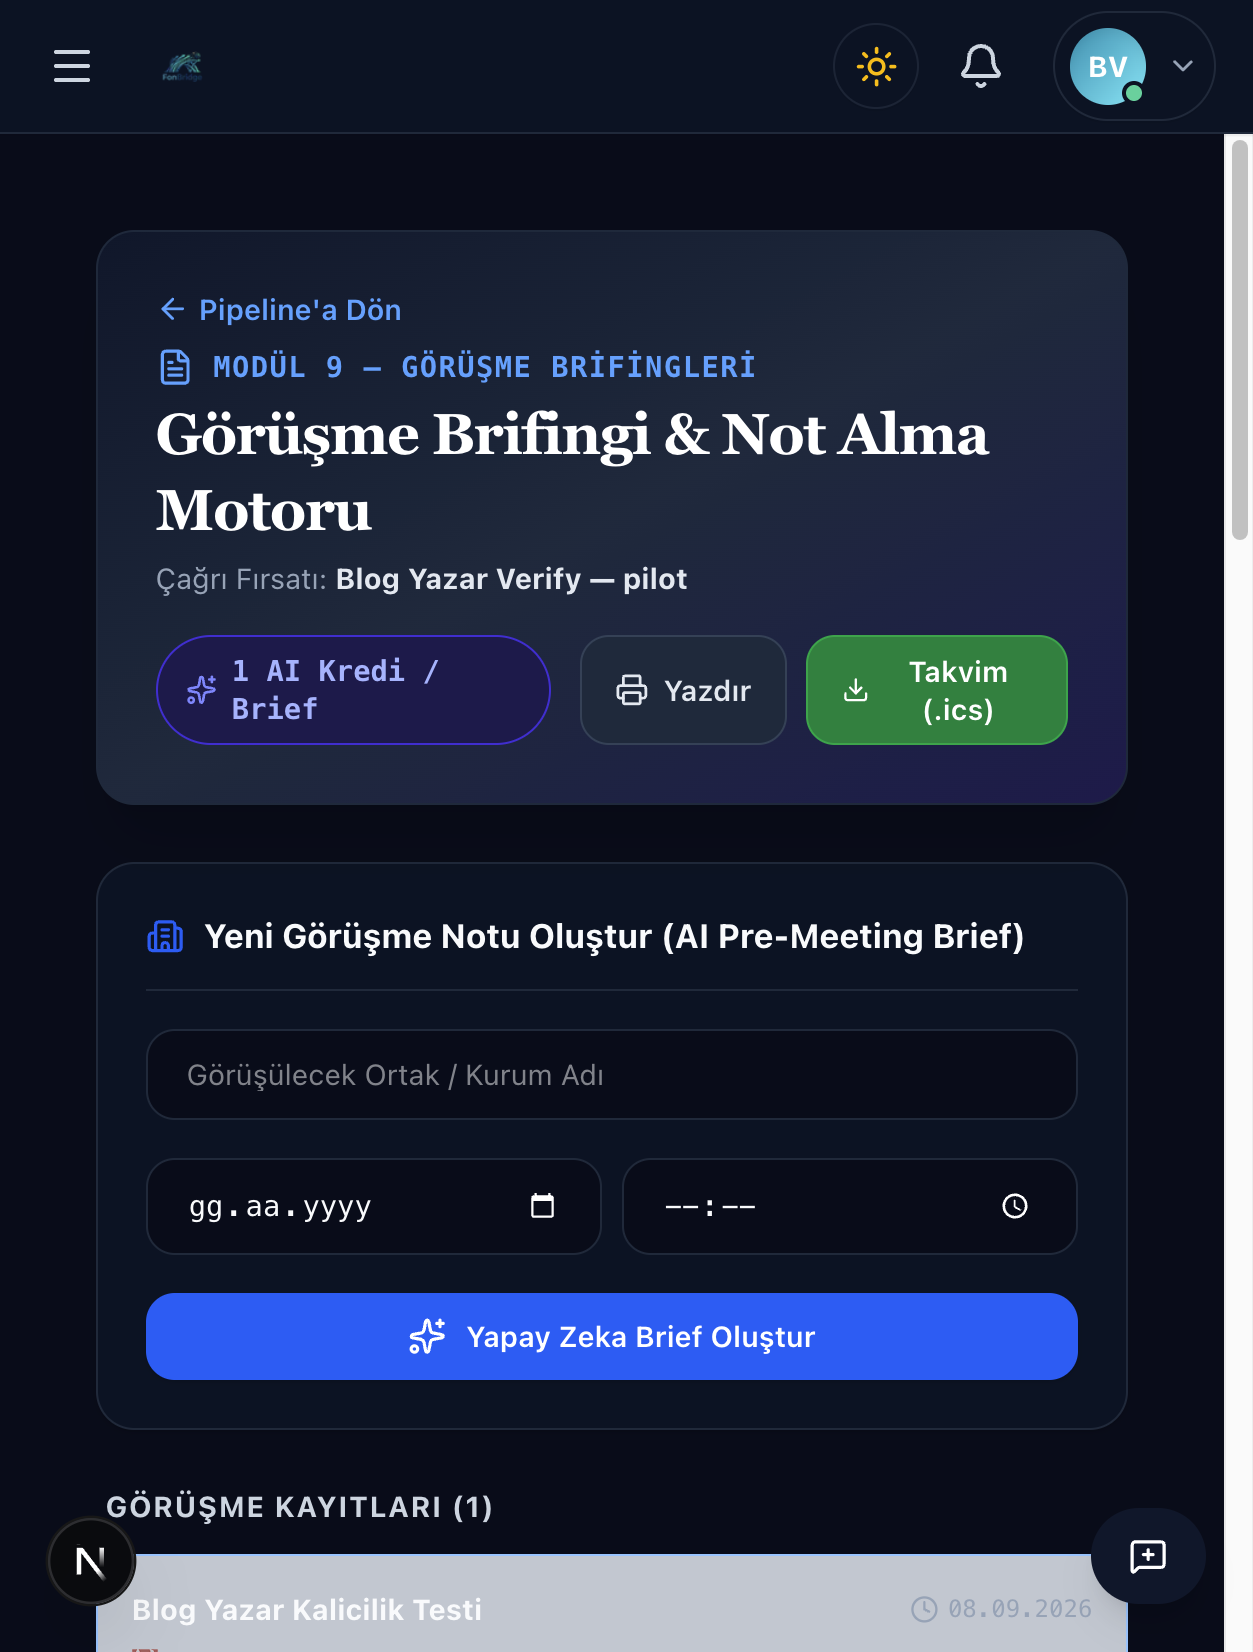 BV
Pipeline'a Dön
MODÜL 9 — GÖRÜŞME BRİFİNGLERİ
Görüşme Brifingi & Not Alma
Motoru
Çağrı Fırsatı: Blog Yazar Verify — pilot
1 AI Kredi /
Brief
Yazdır
Takvim
(.ics)
Yeni Görüşme Notu Oluştur (AI Pre-Meeting Brief)
Görüşülecek Ortak / Kurum Adı
gg.aa.yyyy
--:--
Yapay Zeka Brief Oluştur
GÖRÜŞME KAYITLARI (1)
N
Blog Yazar Kalicilik Testi
08.09.2026